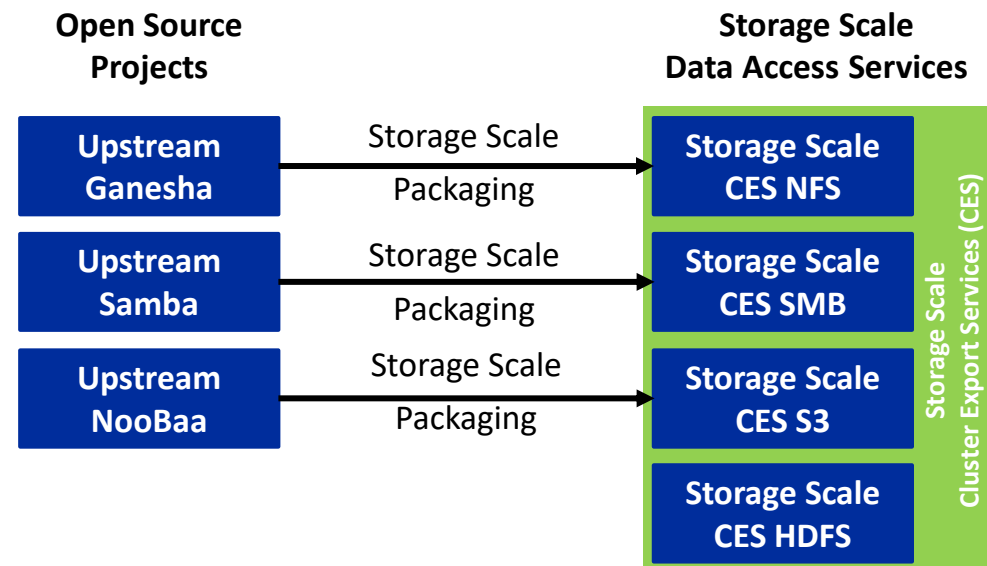 Open Source
Projects
Storage Scale
Data Access Services
Upstream
Ganesha
Storage Scale
Packaging
Storage Scale
CES NFS
Upstream
Samba
Storage Scale
Packaging
Storage Scale
CES SMB
Upstream
NooBaa
Storage Scale
Packaging
Storage Scale
CES S3
Storage Scale
CES HDFS
Storage Scale
Cluster Export Services (CES)